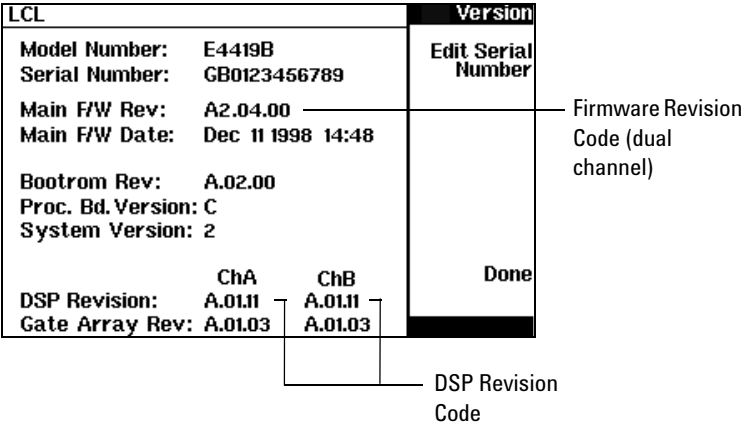 LCL
Version
Model Number: E4419B
Serial Number: GB0123456789
Edit Serial
Number
Main F/W Rev: A2.04.00
Main F/W Date: Dec 11 1998 14:48
Firmware Revision
Code (dual
channel)
Bootrom Rev: A.02.00
Proc. Bd. Version: C
System Version: 2
ChA ChB
Done
DSP Revision: A.01.11 A.01.11
Gate Array Rev: A.01.03 A.01.03
DSP Revision
Code